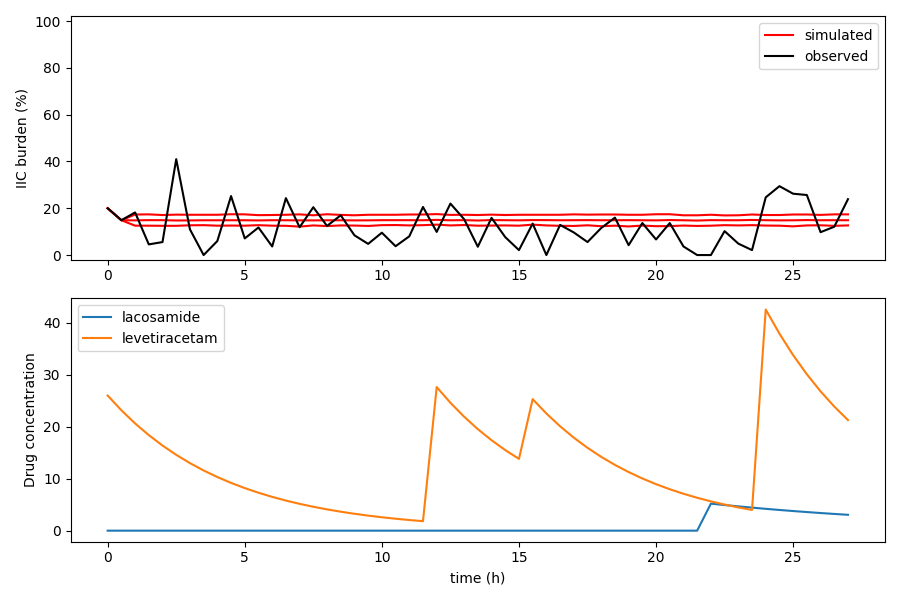 IIC burden (%)
100
80
60
40
20
0
simulated
observed
0 5 10 15 20 25
Drug concentration
40
30
20
10
0
lacosamide
levetiracetam
0 5 10 15 20 25
time (h)